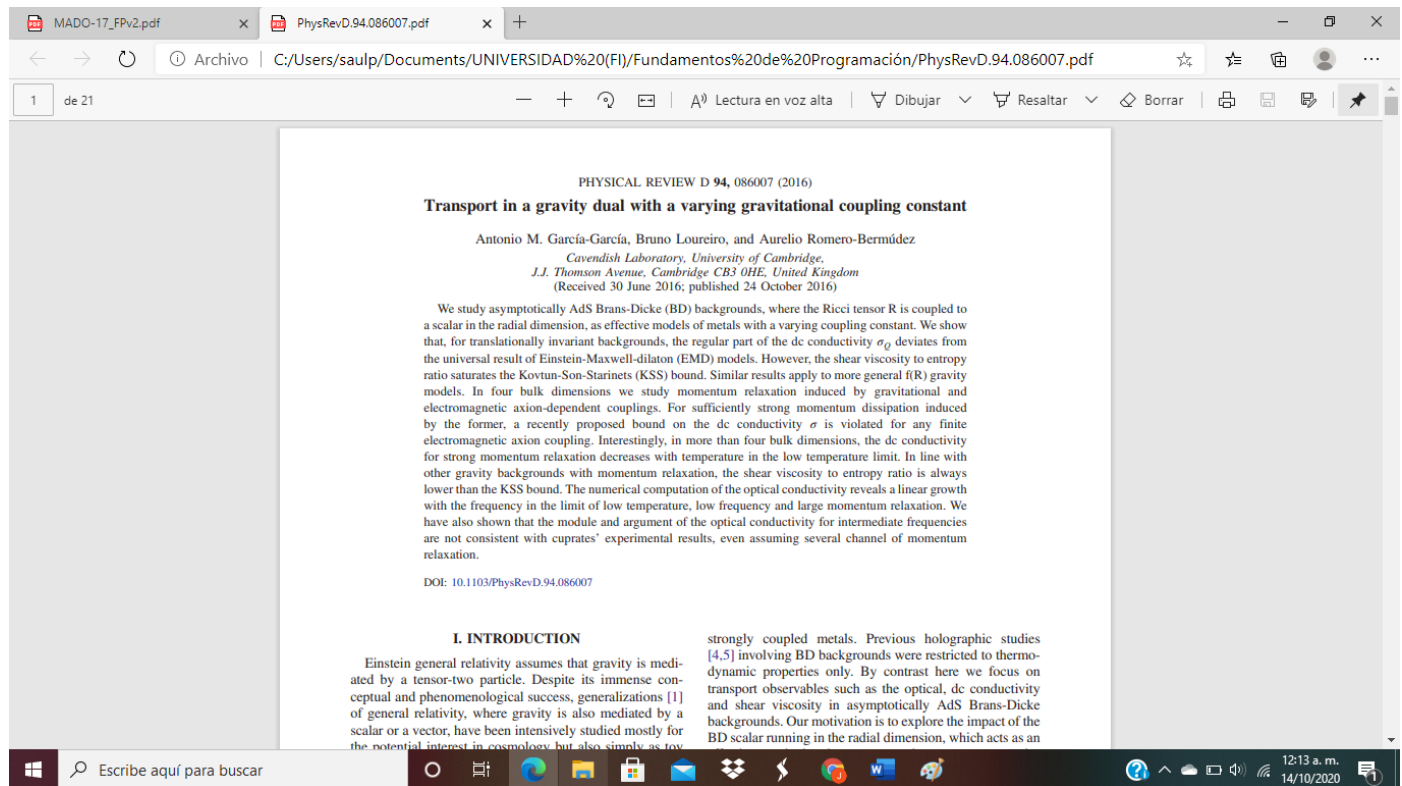 MADO-17_FPv2.pdf
PhysRevD.94.086007.pdf
Archivo
C:/Users/saulp/Documents/UNIVERSIDAD%20(FI)/Fundamentos%20de%20Programación/PhysRevD.94.086007.pdf
1 de 21
Lectura en voz alta
Dibujar
Resaltar
Borrar
PHYSICAL REVIEW D 94, 086007 (2016)
Transport in a gravity dual with a varying gravitational coupling constant
Antonio M. García-García, Bruno Loureiro, and Aurelio Romero-Bermúdez
Cavendish Laboratory, University of Cambridge,
J.J. Thomson Avenue, Cambridge CB3 0HE, United Kingdom
(Received 30 June 2016; published 24 October 2016)
We study asymptotically AdS Brans-Dicke (BD) backgrounds, where the Ricci tensor R is coupled to
a scalar in the radial dimension, as effective models of metals with a varying coupling constant. We show
that, for translationally invariant backgrounds, the regular part of the dc conductivity σQ deviates from
the universal result of Einstein-Maxwell-dilaton (EMD) models. However, the shear viscosity to entropy
ratio saturates the Kovtun-Son-Starinets (KSS) bound. Similar results apply to more general f(R) gravity
models. In four bulk dimensions we study momentum relaxation induced by gravitational and
electromagnetic axion-dependent couplings. For sufficiently strong momentum dissipation induced
by the former, a recently proposed bound on the dc conductivity σ is violated for any finite
electromagnetic axion coupling. Interestingly, in more than four bulk dimensions, the dc conductivity
for strong momentum relaxation decreases with temperature in the low temperature limit. In line with
other gravity backgrounds with momentum relaxation, the shear viscosity to entropy ratio is always
lower than the KSS bound. The numerical computation of the optical conductivity reveals a linear growth
with the frequency in the limit of low temperature, low frequency and large momentum relaxation. We
have also shown that the module and argument of the optical conductivity for intermediate frequencies
are not consistent with cuprates' experimental results, even assuming several channel of momentum
relaxation.
DOI: 10.1103/PhysRevD.94.086007
I. INTRODUCTION
Einstein general relativity assumes that gravity is medi-
ated by a tensor-two particle. Despite its immense con-
ceptual and phenomenological success, generalizations [1]
of general relativity, where gravity is also mediated by a
scalar or a vector, have been intensively studied mostly for
the potential interest in cosmology but also simply as toy
strongly coupled metals. Previous holographic studies
[4,5] involving BD backgrounds were restricted to thermo-
dynamic properties only. By contrast here we focus on
transport observables such as the optical, dc conductivity
and shear viscosity in asymptotically AdS Brans-Dicke
backgrounds. Our motivation is to explore the impact of the
BD scalar running in the radial dimension, which acts as an
Escribe aquí para buscar
12:13 a. m.
14/10/2020